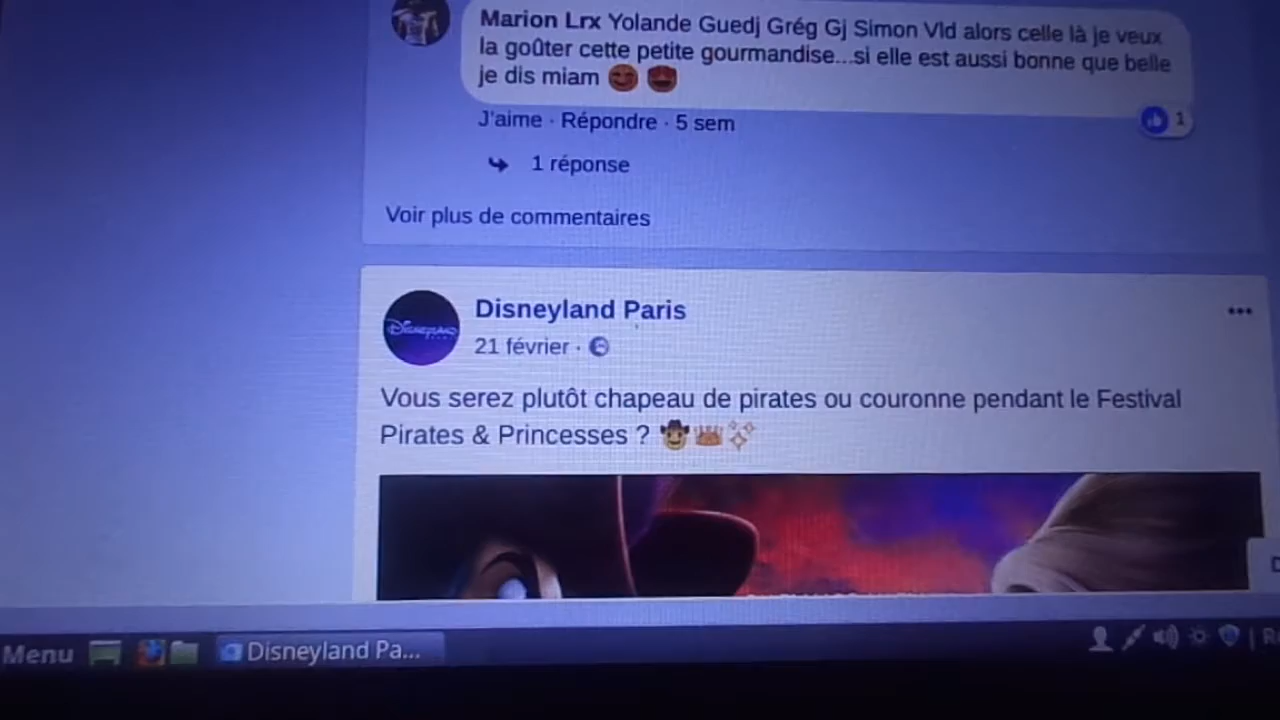 Marion Lrx Yolande Guedj Grég Gj Simon Vld alors celle là je veux
la goûter cette petite gourmandise...si elle est aussi bonne que belle
je dis miam 😋 😍
J'aime · Répondre · 5 sem
1
1 réponse
Voir plus de commentaires
Disneyland Paris
Disneyland
21 février ·
Vous serez plutôt chapeau de pirates ou couronne pendant le Festival
Pirates & Princesses ? 🤠👑✨
Menu
Disneyland Pa...